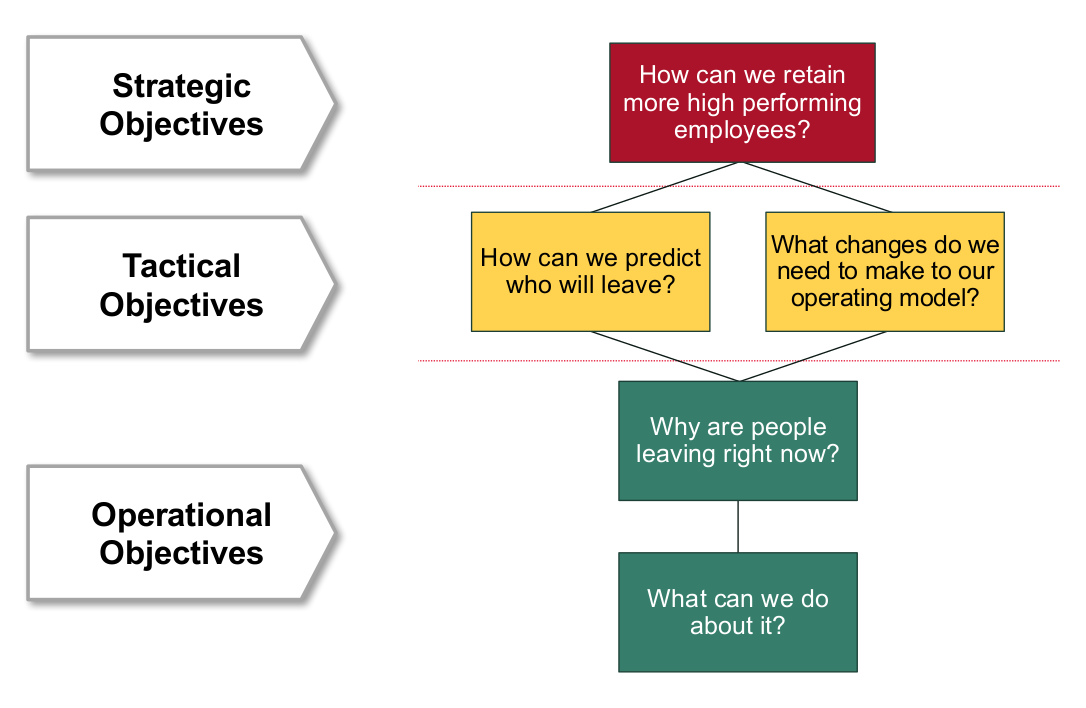 Strategic
Objectives
How can we retain
more high performing
employees?
Tactical
Objectives
How can we predict
who will leave?
What changes do we
need to make to our
operating model?
Operational
Objectives
Why are people
leaving right now?
What can we do
about it?